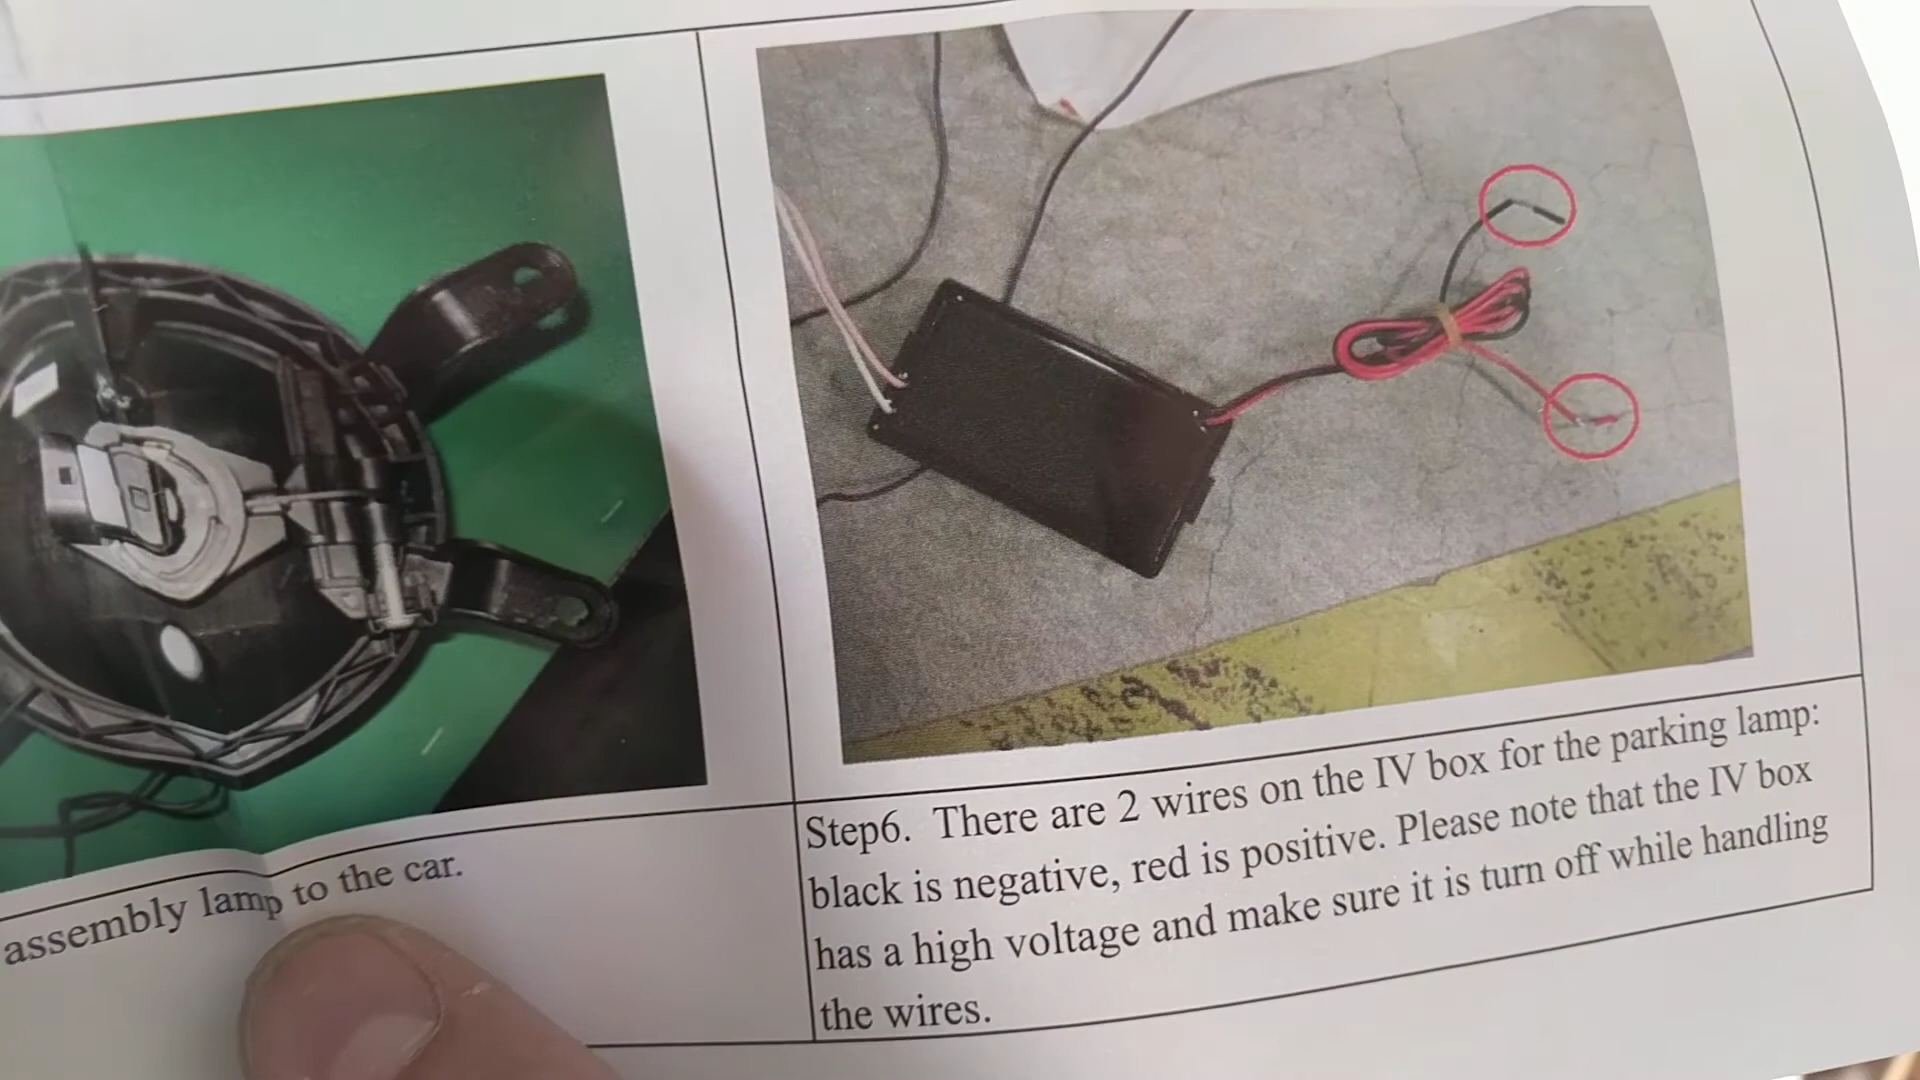 assembly lamp to the car.
Step6. There are 2 wires on the IV box for the parking lamp:
black is negative, red is positive. Please note that the IV box
has a high voltage and make sure it is turn off while handling
the wires.